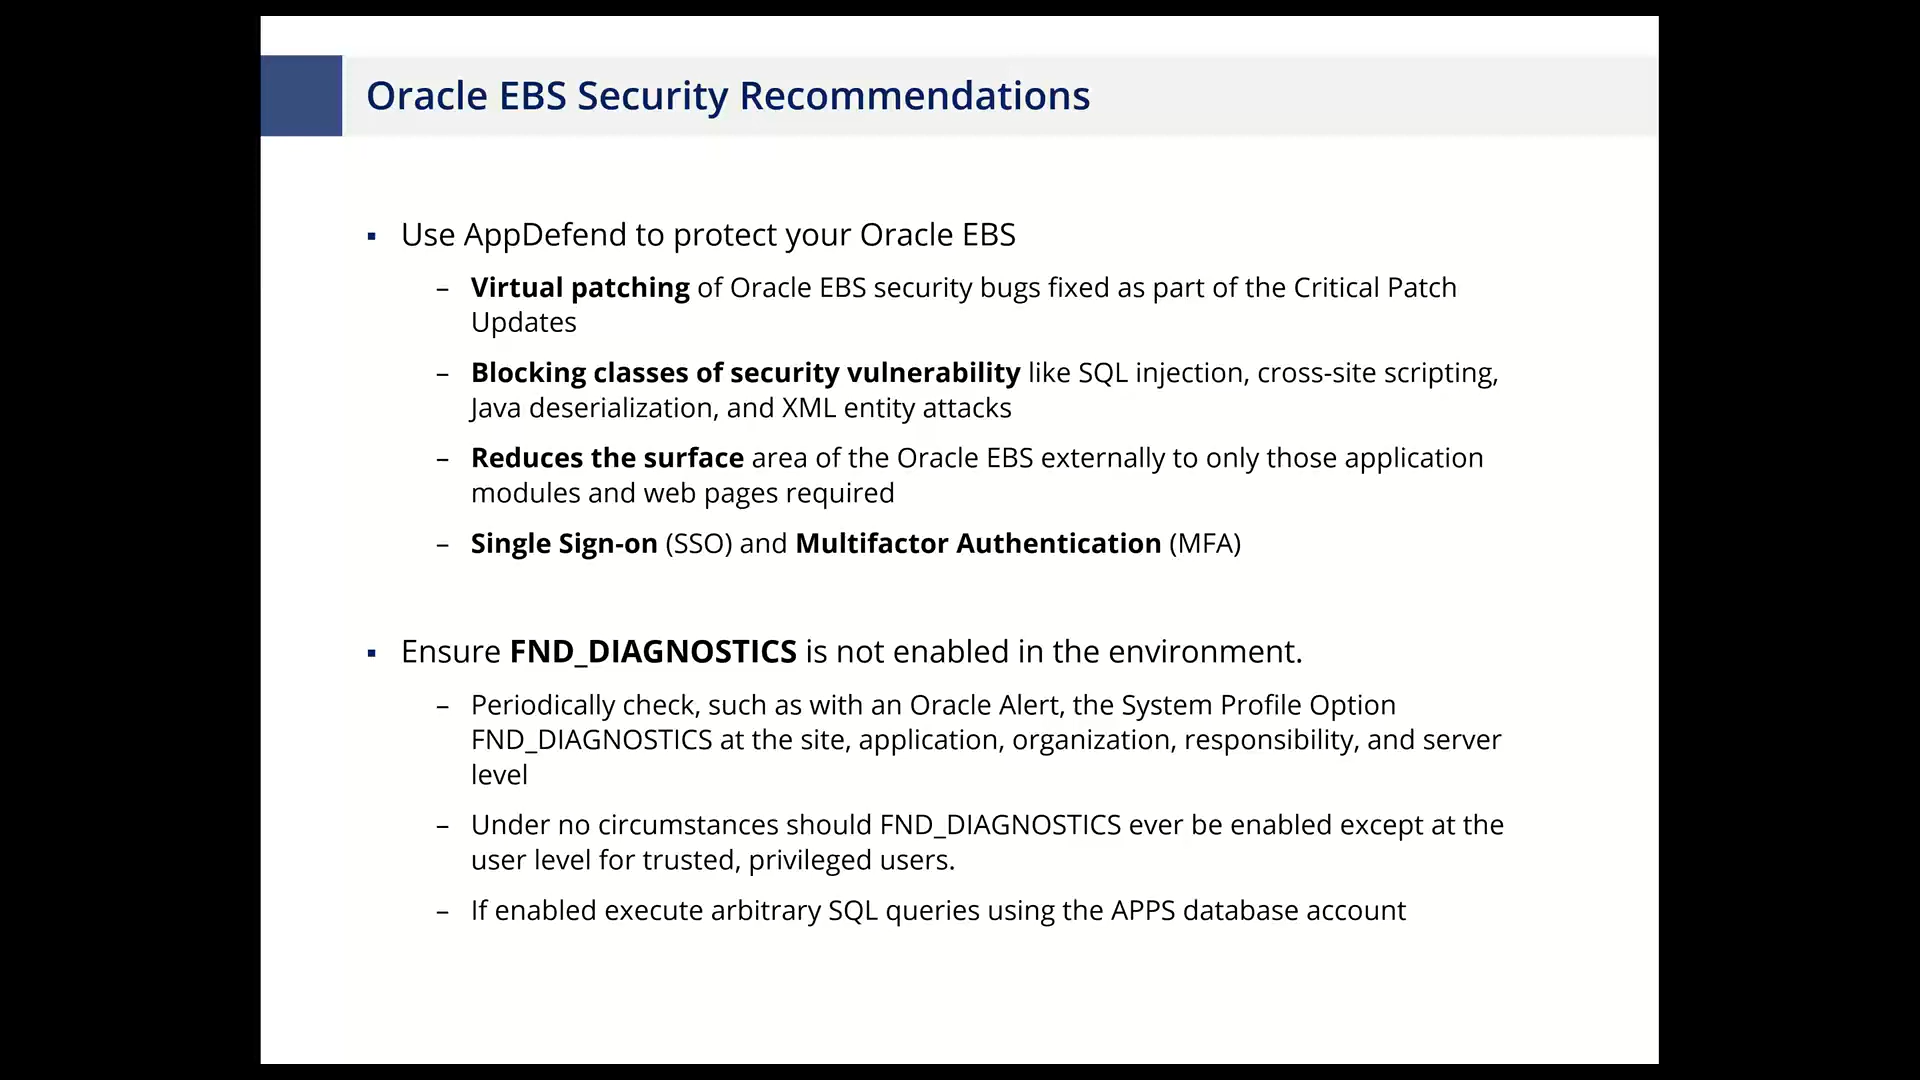 Oracle EBS Security Recommendations
▪ Use AppDefend to protect your Oracle EBS
– Virtual patching of Oracle EBS security bugs fixed as part of the Critical Patch
Updates
– Blocking classes of security vulnerability like SQL injection, cross-site scripting,
Java deserialization, and XML entity attacks
– Reduces the surface area of the Oracle EBS externally to only those application
modules and web pages required
– Single Sign-on (SSO) and Multifactor Authentication (MFA)
▪ Ensure FND_DIAGNOSTICS is not enabled in the environment.
– Periodically check, such as with an Oracle Alert, the System Profile Option
FND_DIAGNOSTICS at the site, application, organization, responsibility, and server
level
– Under no circumstances should FND_DIAGNOSTICS ever be enabled except at the
user level for trusted, privileged users.
– If enabled execute arbitrary SQL queries using the APPS database account